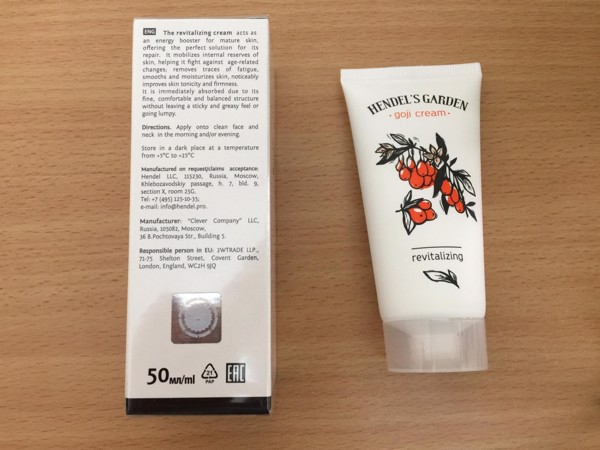 ENG The revitalizing cream acts as
an energy booster for mature skin,
offering the perfect solution for its
repair. It mobilizes internal reserves of
skin, helping it fight against age-related
changes; removes traces of fatigue,
smooths and moisturizes skin, noticeably
improves skin tonicity and firmness.
It is immediately absorbed due to its
fine, comfortable and balanced structure
without leaving a sticky and greasy feel or
going lumpy.
Directions. Apply onto clean face and
neck in the morning and/or evening.
Store in a dark place at a temperature
from +5°C to +25°C
Manufactured on request/claims acceptance:
Hendel LLC, 115230, Russia, Moscow,
Khlebozavodskiy passage, h. 7, bld. 9,
section X, room 25G,
Tel: +7 (495) 125-10-33;
e-mail: info@hendel.pro.
Manufacturer: "Clever Company" LLC,
Russia, 105082, Moscow,
36 B.Pochtovaya Str., Building 5.
Responsible person in EU: 2WTRADE LLP.,
71-75 Shelton Street, Covent Garden,
London, England, WC2H 9JQ
50мл/ml
21
PAP
EAC
HENDEL'S GARDEN
goji cream
revitalizing